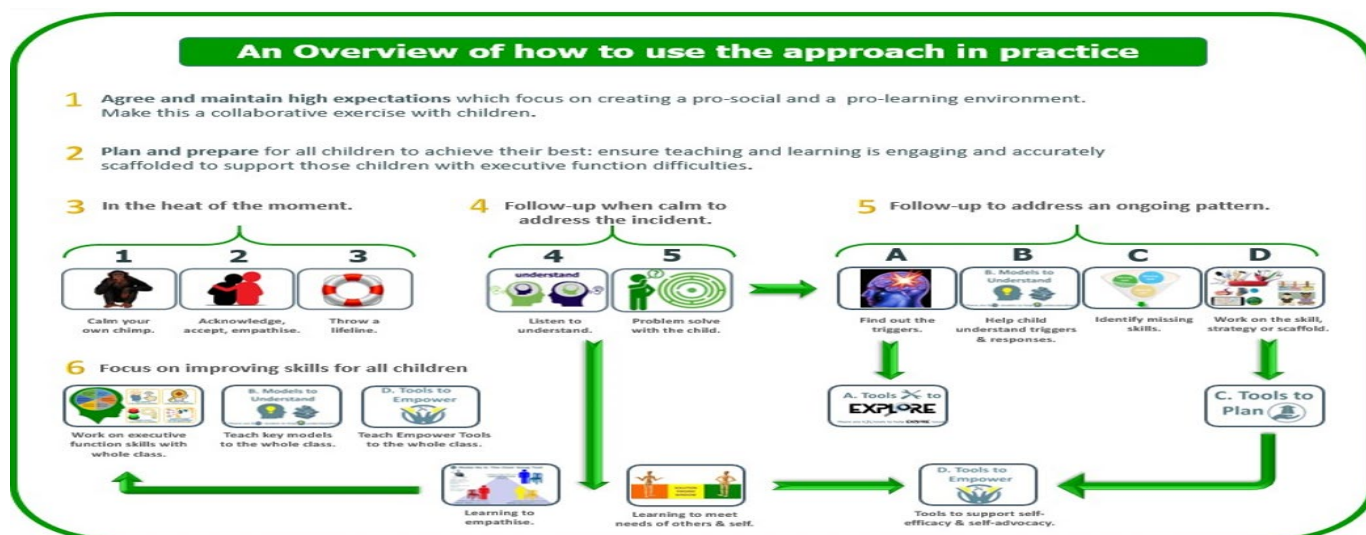 An Overview of how to use the approach in practice
1 Agree and maintain high expectations which focus on creating a pro-social and a pro-learning environment.
Make this a collaborative exercise with children.
2 Plan and prepare for all children to achieve their best: ensure teaching and learning is engaging and accurately
scaffolded to support those children with executive function difficulties.
3 In the heat of the moment.
4 Follow-up when calm to
address the incident.
5 Follow-up to address an ongoing pattern.
1 2 3
4 5
A B C D
understand
B. Models to
Understand
Calm your
own chimp.
Acknowledge,
accept, empathise.
Throw a
lifeline.
Listen to
understand.
Problem solve
with the child.
Find out the
triggers.
Help child
understand triggers
& responses.
Identify missing
skills.
Work on the skill,
strategy or scaffold.
6 Focus on improving skills for all children
B. Models to
Understand
D. Tools to
Empower
A. Tools to
EXPLORE
C. Tools to
Plan
Work on executive
function skills with
whole class.
Teach key models
to the whole class.
Teach Empower Tools
to the whole class.
D. Tools to
Empower
Learning to
empathise.
Learning to meet
needs of others & self.
Tools to support self-
efficacy & self-advocacy.